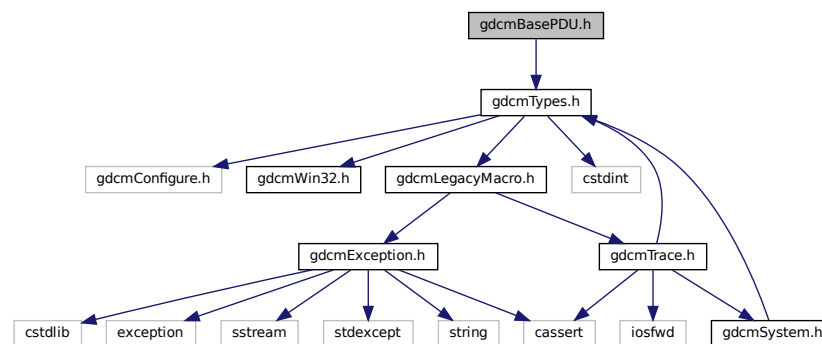 gdcmBasePDU.h
gdcmTypes.h
gdcmConfigure.h
gdcmWin32.h
gdcmLegacyMacro.h
cstdint
gdcmException.h
gdcmTrace.h
cstdlib
exception
sstream
stdexcept
string
cassert
iosfwd
gdcmSystem.h